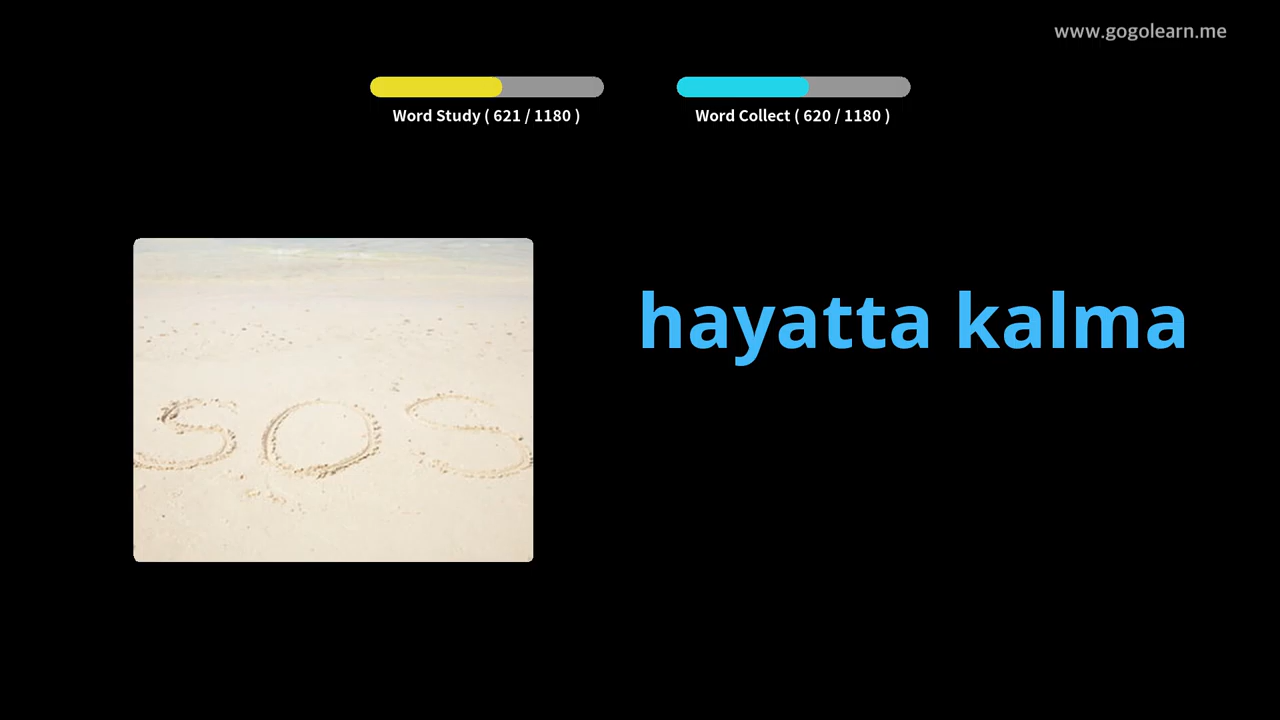 www.gogolearn.me
Word Study ( 621 / 1180 )
Word Collect ( 620 / 1180 )
hayatta kalma
SOS